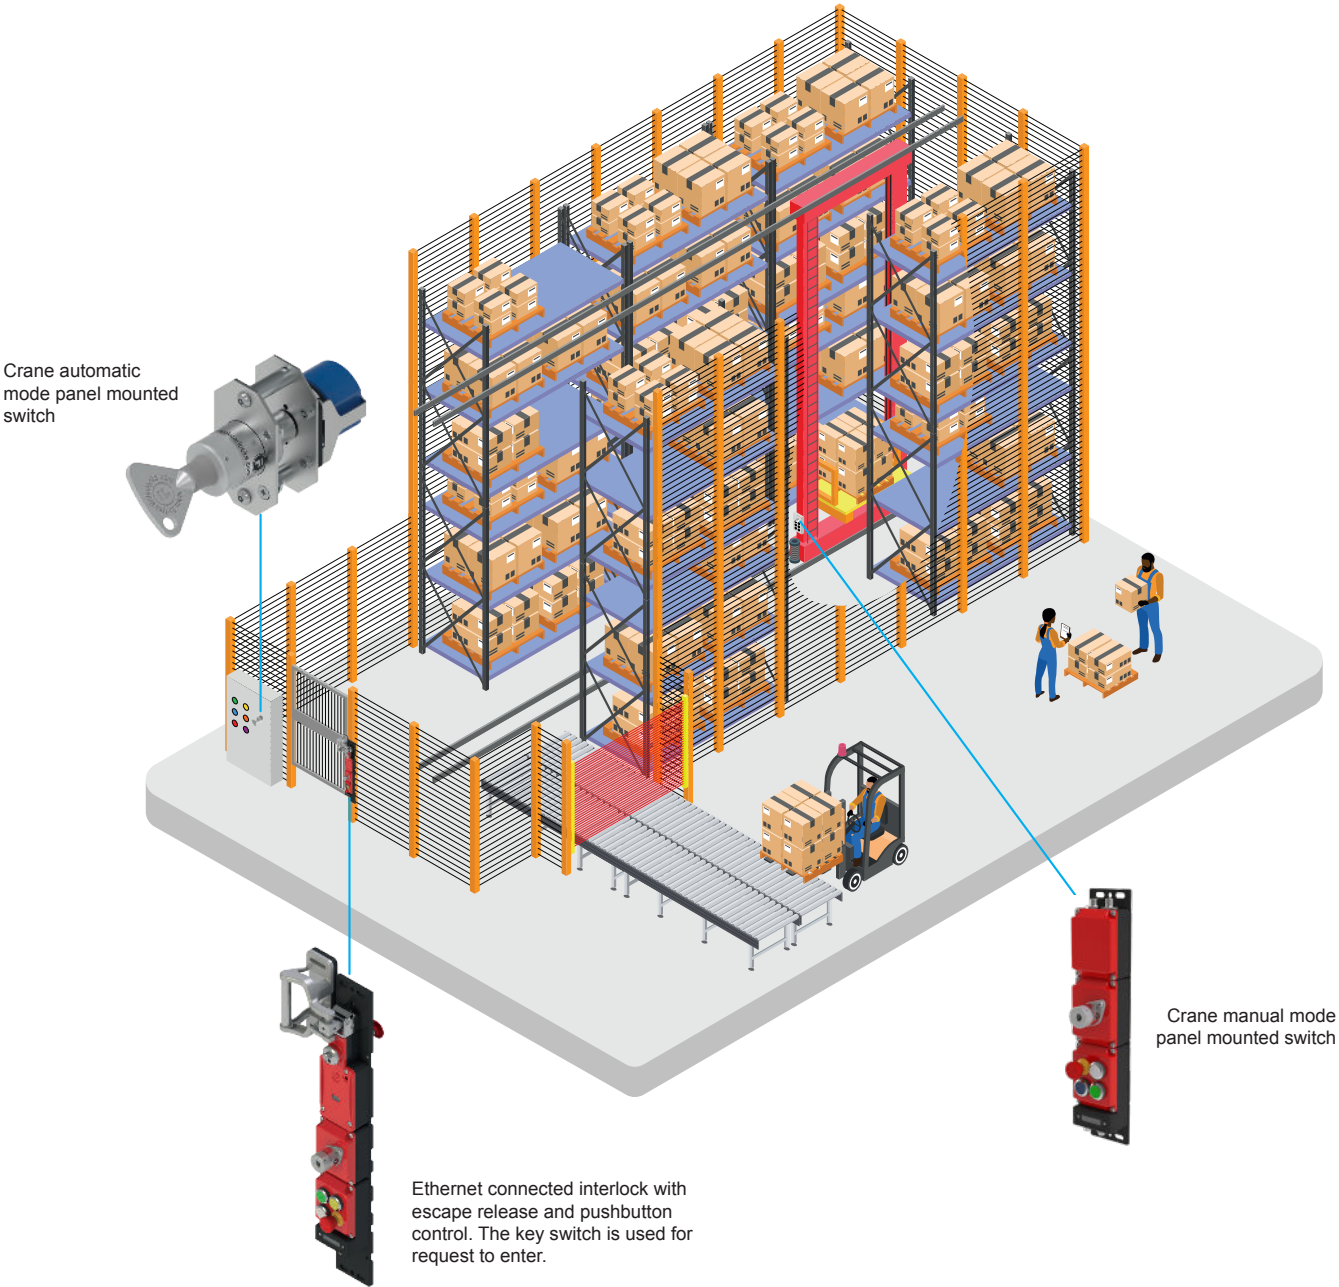 Crane automatic
mode panel mounted
switch
Crane manual mode
panel mounted switch
Ethernet connected interlock with
escape release and pushbutton
control. The key switch is used for
request to enter.